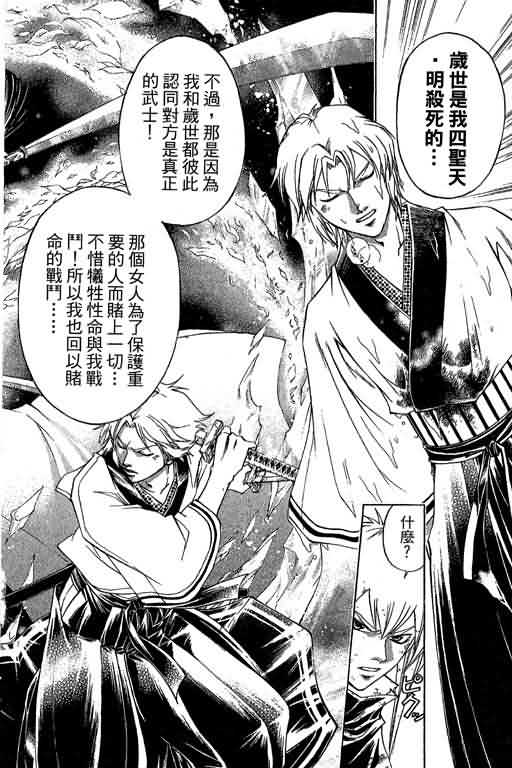 歲世是我四聖天
・明殺死的…
不過，那是因為
我和歲世都彼此
認同對方是真正
的武士！
那個女人為了保護重
要的人而賭上一切…
不惜犧牲性命與我戰
鬥！所以我也回以賭
命的戰鬥……
什麼？
ピクッ